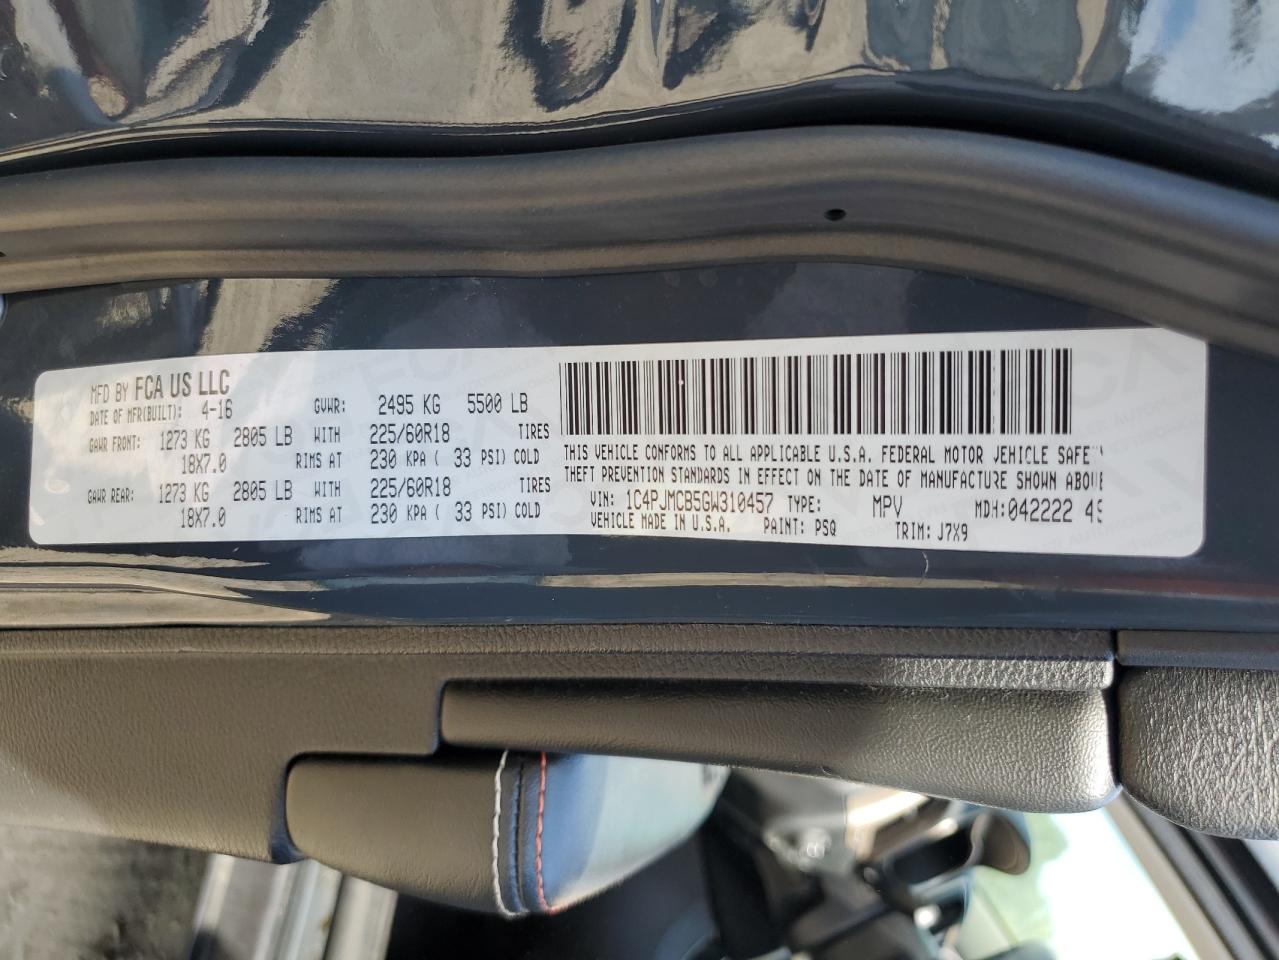 MFD BY FCA US LLC
DATE OF MFR(BUILT): 4-16 GVWR: 2495 KG 5500 LB
GAWR FRONT: 1273 KG 2805 LB WITH 225/60R18 TIRES
18X7.0 RIMS AT 230 KPA ( 33 PSI) COLD
GAWR REAR: 1273 KG 2805 LB WITH 225/60R18 TIRES
18X7.0 RIMS AT 230 KPA ( 33 PSI) COLD
THIS VEHICLE CONFORMS TO ALL APPLICABLE U.S.A. FEDERAL MOTOR VEHICLE SAFE
THEFT PREVENTION STANDARDS IN EFFECT ON THE DATE OF MANUFACTURE SHOWN ABOVE
VIN: 1C4PJMCB5GW310457 TYPE: MPV MDH:042222
VEHICLE MADE IN U.S.A. PAINT: PSQ TRIM: J7X9